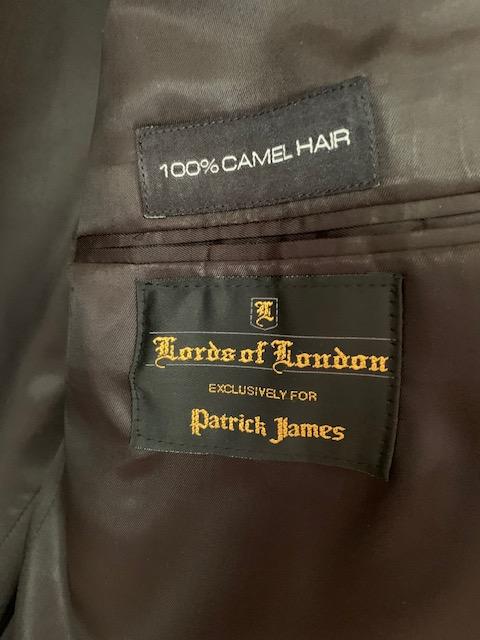 100% CAMEL HAIR
L
Lords of London
EXCLUSIVELY FOR
Patrick James